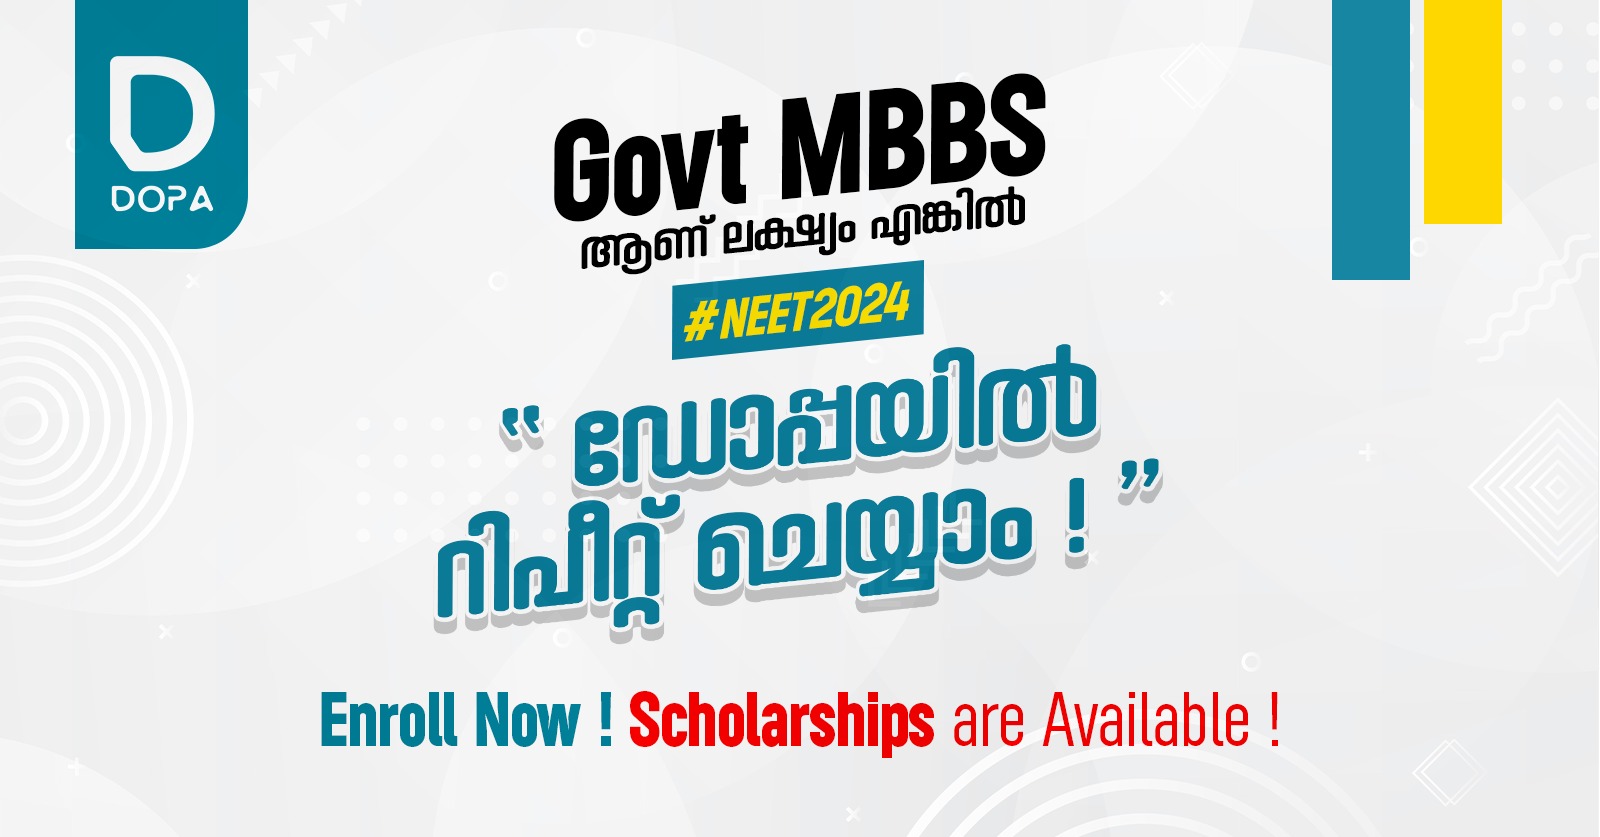 DOPA
Govt MBBS
ആണ് ലക്ഷ്യം എങ്കിൽ
#NEET2024
“ ഡോപ്പയിൽ
റിപീറ്റ് ചെയ്യാം ! ”
Enroll Now ! Scholarships are Available !